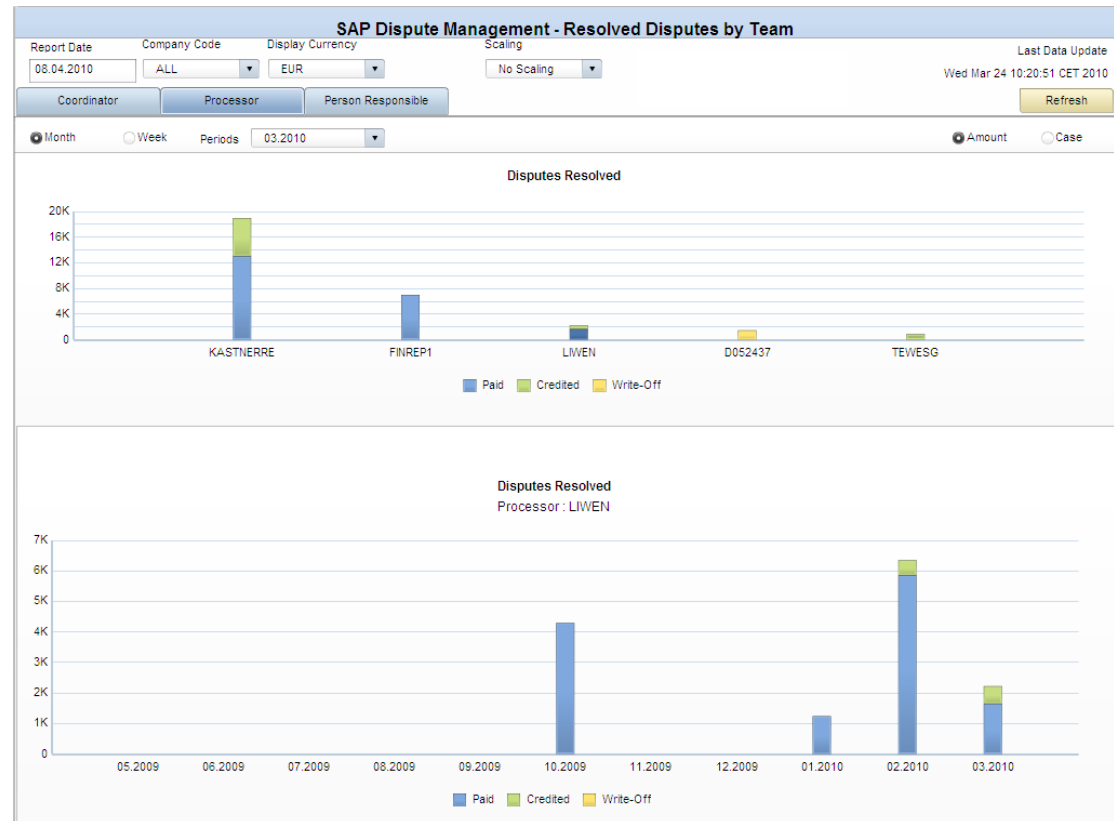 SAP Dispute Management - Resolved Disputes by Team
Report Date Company Code Display Currency Scaling Last Data Update
08.04.2010 ALL EUR No Scaling Wed Mar 24 10:20:51 CET 2010
Coordinator Processor Person Responsible Refresh
Month Week Periods 03.2010 Amount Case
Disputes Resolved
20K
16K
12K
8K
4K
0
KASTNERRE FINREP1 LIWEN D052437 TEWESG
Paid Credited Write-Off
Disputes Resolved
Processor : LIWEN
7K
6K
5K
4K
3K
2K
1K
0
05.2009 06.2009 07.2009 08.2009 09.2009 10.2009 11.2009 12.2009 01.2010 02.2010 03.2010
Paid Credited Write-Off